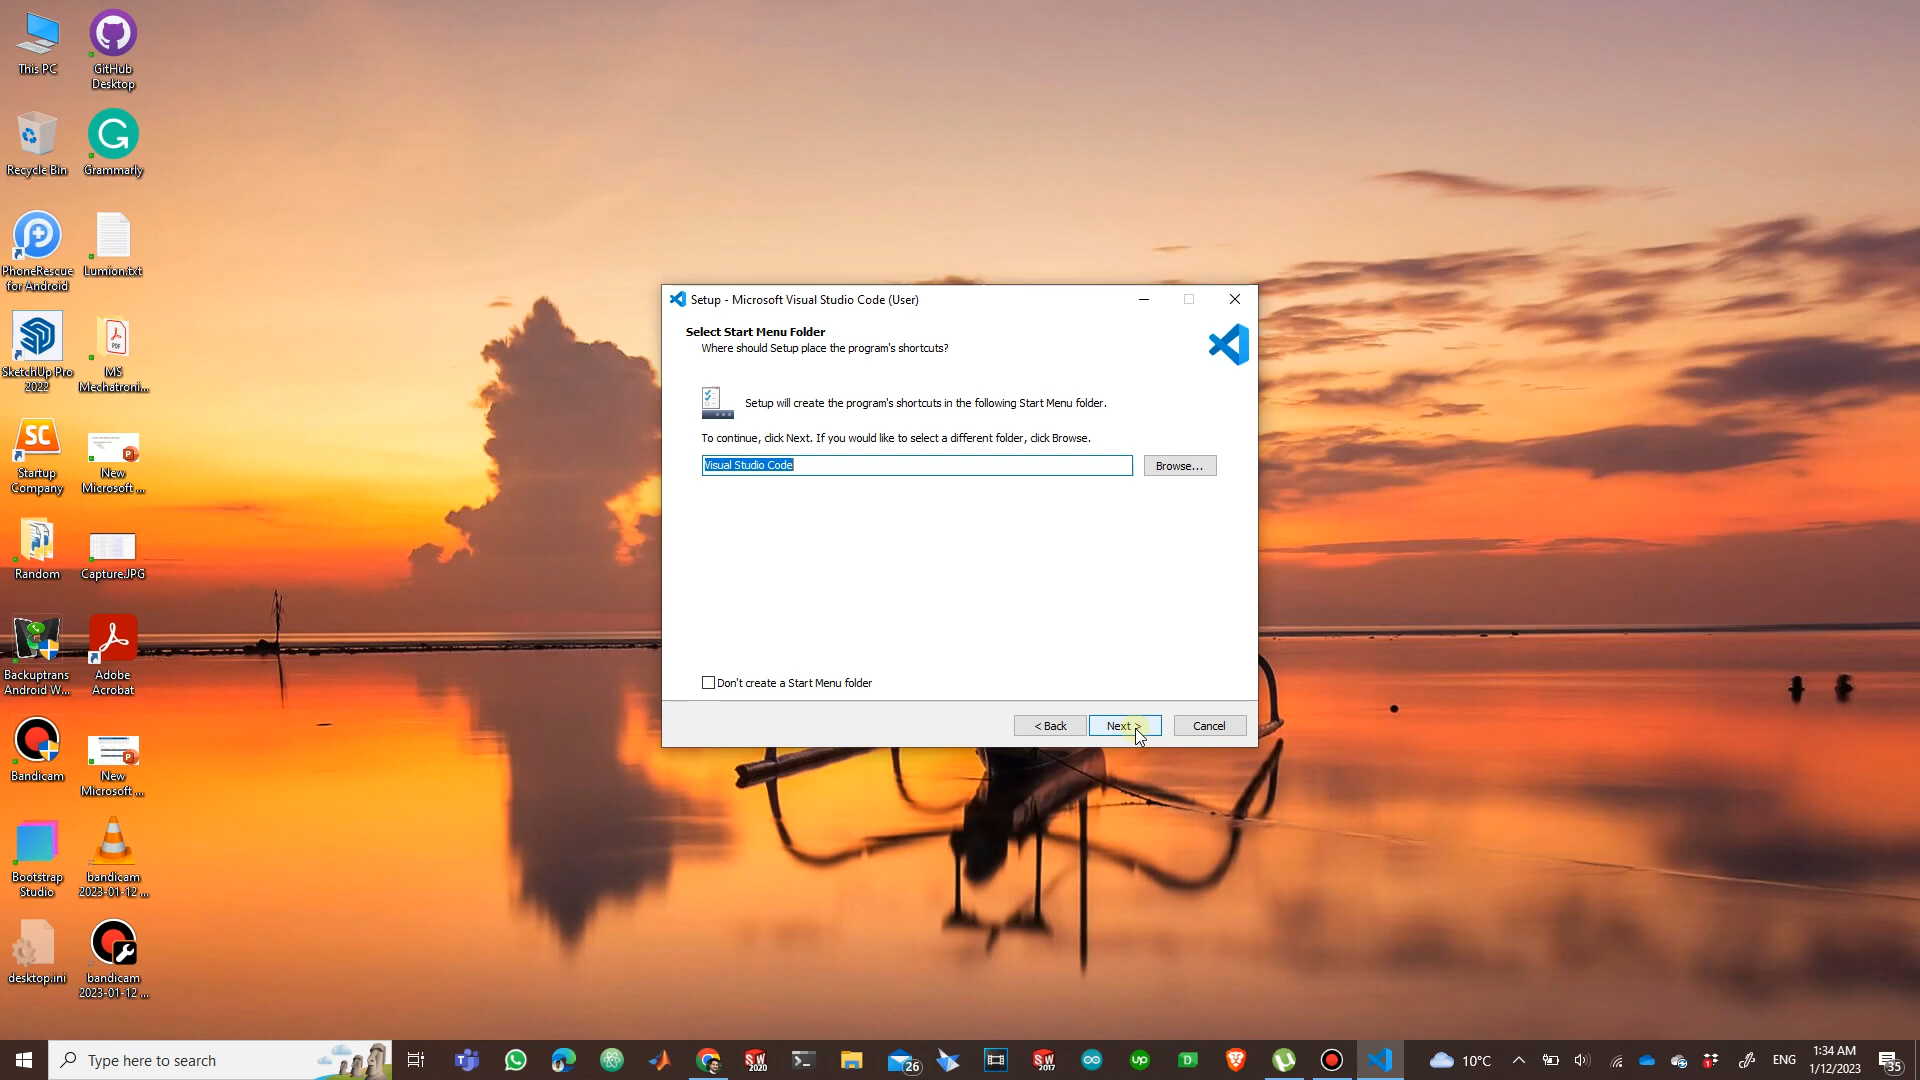 This PC
GitHub
Desktop
Recycle Bin
Grammarly
PhoneRescue
for Android
Lumion.txt
SketchUp Pro
2022
MS
Mechatroni...
Startup
Company
New
Microsoft ...
Random
Capture.JPG
Backuptrans
Android W...
Adobe
Acrobat
Bandicam
New
Microsoft ...
Bootstrap
Studio
bandicam
2023-01-12 ...
desktop.ini
bandicam
2023-01-12 ...
Setup - Microsoft Visual Studio Code (User)
Select Start Menu Folder
Where should Setup place the program's shortcuts?
Setup will create the program's shortcuts in the following Start Menu folder.
To continue, click Next. If you would like to select a different folder, click Browse.
Visual Studio Code
Browse...
Don't create a Start Menu folder
< Back
Next >
Cancel
Type here to search
26
10°C
ENG
1:34 AM
1/12/2023
35